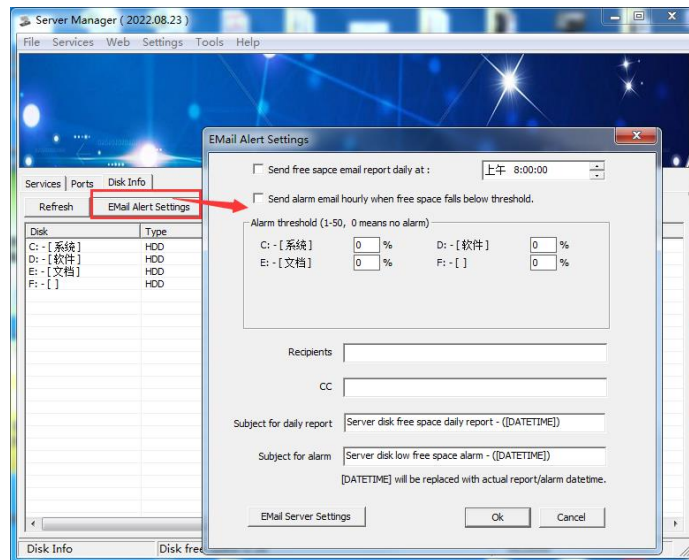 Server Manager ( 2022.08.23 )
File Services Web Settings Tools Help
EMail Alert Settings
Send free sapce email report daily at :
上午 8:00:00
Services Ports Disk Info
Send alarm email hourly when free space falls below threshold.
Refresh EMail Alert Settings
Alarm threshold (1-50, 0 means no alarm)
Disk Type
C: - [系统] HDD
D: - [软件] HDD
E: - [文档] HDD
F: - [ ] HDD
C: - [系统] 0 % D: - [软件] 0 %
E: - [文档] 0 % F: - [ ] 0 %
Recipients
CC
Subject for daily report Server disk free space daily report - ([DATETIME])
Subject for alarm Server disk low free space alarm - ([DATETIME])
[DATETIME] will be replaced with actual report/alarm datetime.
EMail Server Settings Ok Cancel
Disk Info Disk free